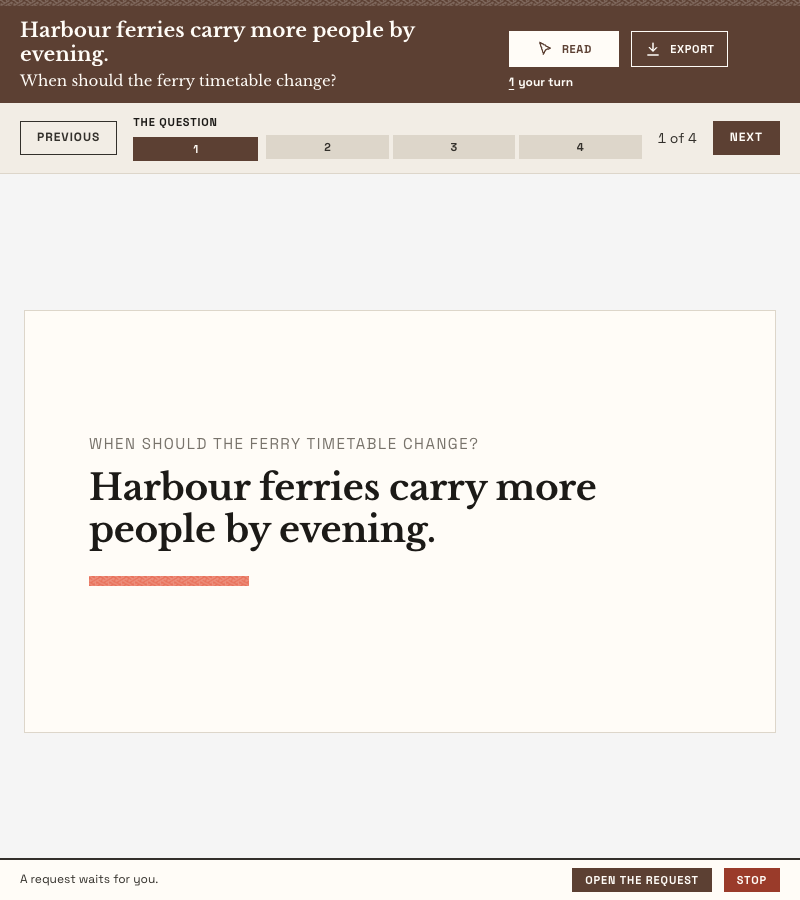 Harbour ferries carry more people by
evening.
When should the ferry timetable change?
READ
EXPORT
1 your turn
PREVIOUS
THE QUESTION
1
2
3
4
1 of 4
NEXT
WHEN SHOULD THE FERRY TIMETABLE CHANGE?
Harbour ferries carry more
people by evening.
A request waits for you.
OPEN THE REQUEST
STOP